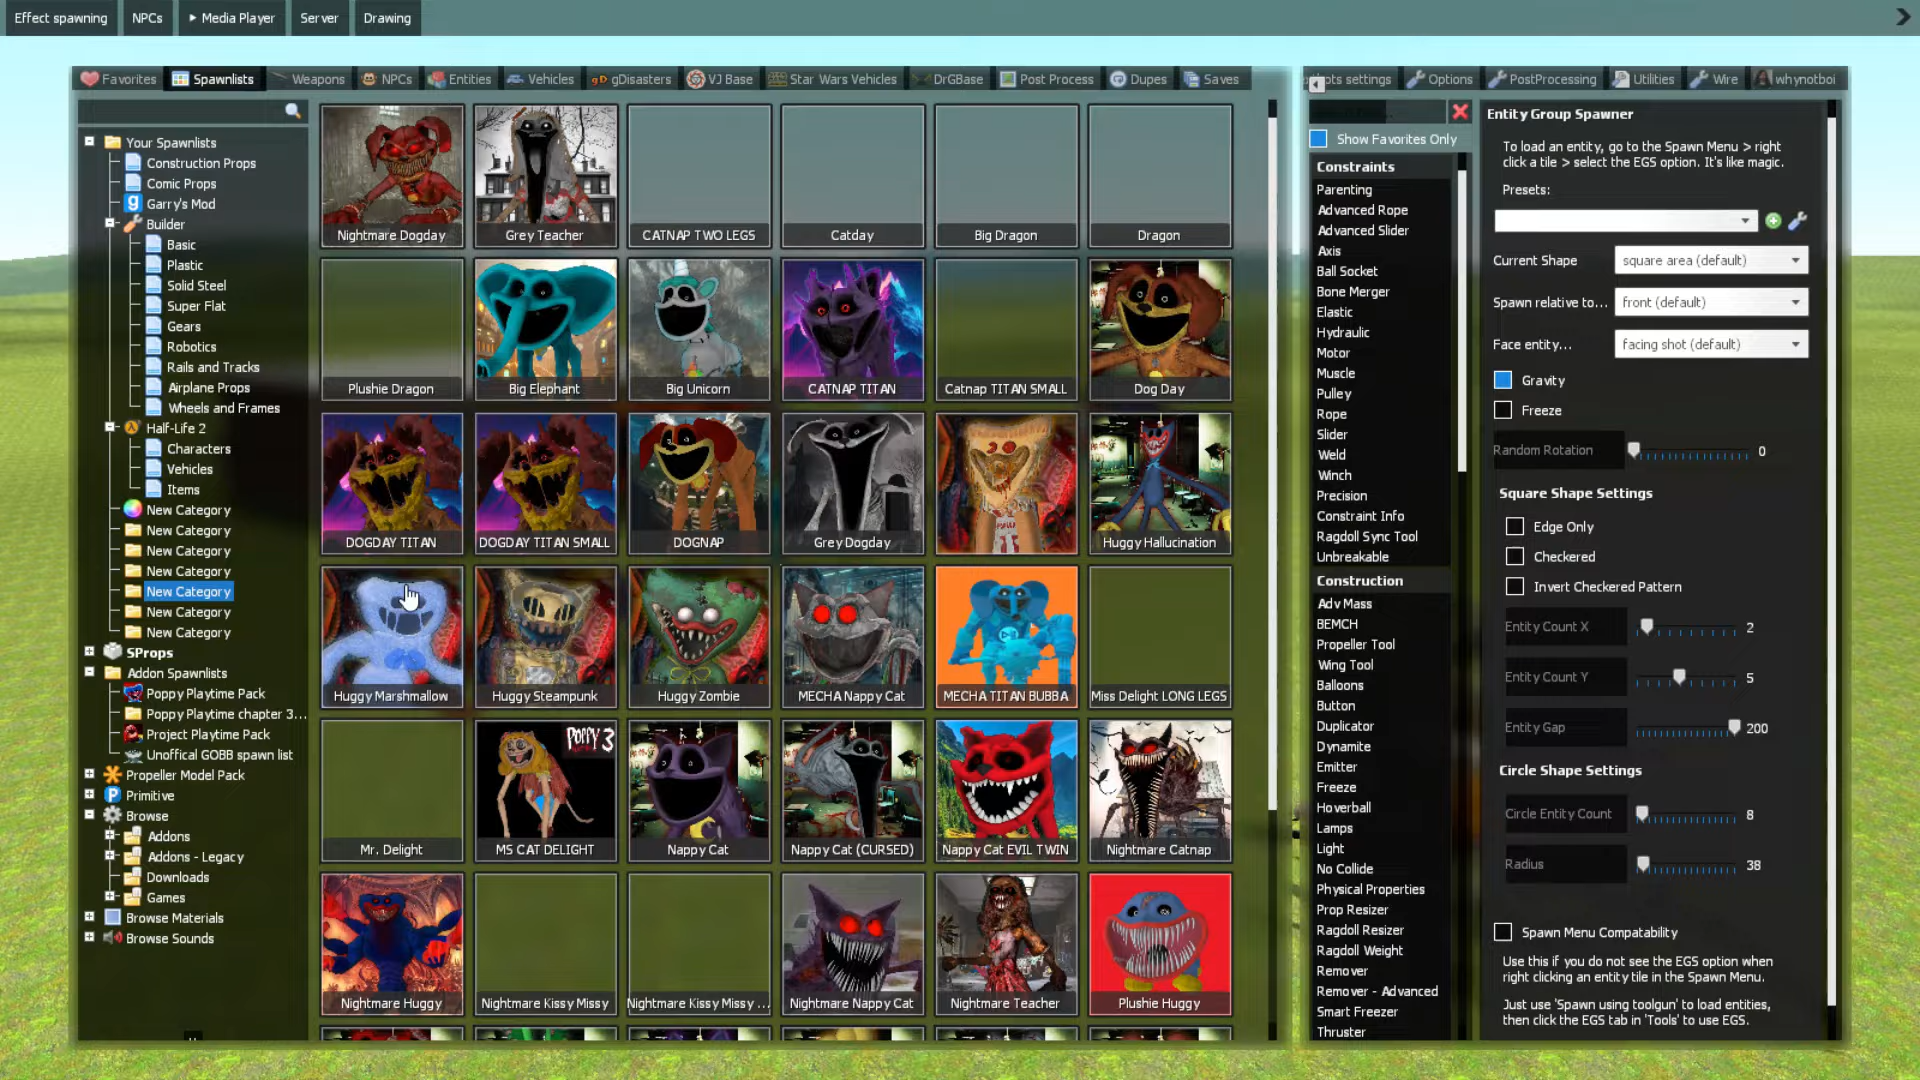 Effect spawning
NPCs
Media Player
Server
Drawing
Favorites
Spawnlists
Weapons
NPCs
Entities
Vehicles
gDisasters
VJ Base
Star Wars Vehicles
DrGBase
Post Process
Dupes
Saves
settings
Options
PostProcessing
Utilities
Wire
whynotboi
Your Spawnlists
Construction Props
Comic Props
Garry's Mod
Builder
Basic
Plastic
Solid Steel
Super Flat
Gears
Robotics
Rails and Tracks
Airplane Props
Wheels and Frames
Half-Life 2
Characters
Vehicles
Items
New Category
New Category
New Category
New Category
New Category
New Category
New Category
SProps
Addon Spawnlists
Poppy Playtime Pack
Poppy Playtime chapter 3...
Project Playtime Pack
Unoffical GOBB spawn list
Propeller Model Pack
Primitive
Browse
Addons
Addons - Legacy
Downloads
Games
Browse Materials
Browse Sounds
Nightmare Dogday
Grey Teacher
CATNAP TWO LEGS
Catday
Big Dragon
Dragon
Plushie Dragon
Big Elephant
Big Unicorn
CATNAP TITAN
Catnap TITAN SMALL
Dog Day
DOGDAY TITAN
DOGDAY TITAN SMALL
DOGNAP
Grey Dogday
Huggy Hallucination
Huggy Marshmallow
Huggy Steampunk
Huggy Zombie
MECHA Nappy Cat
MECHA TITAN BUBBA
Miss Delight LONG LEGS
Mr. Delight
POPPY 3
MS CAT DELIGHT
Nappy Cat
Nappy Cat (CURSED)
Nappy Cat EVIL TWIN
Nightmare Catnap
Nightmare Huggy
Nightmare Kissy Missy
Nightmare Kissy Missy ...
Nightmare Nappy Cat
Nightmare Teacher
Plushie Huggy
Show Favorites Only
Constraints
Parenting
Advanced Rope
Advanced Slider
Axis
Ball Socket
Bone Merger
Elastic
Hydraulic
Motor
Muscle
Pulley
Rope
Slider
Weld
Winch
Precision
Constraint Info
Ragdoll Sync Tool
Unbreakable
Construction
Adv Mass
BEMCH
Propeller Tool
Wing Tool
Balloons
Button
Duplicator
Dynamite
Emitter
Freeze
Hoverball
Lamps
Light
No Collide
Physical Properties
Prop Resizer
Ragdoll Resizer
Ragdoll Weight
Remover
Remover - Advanced
Smart Freezer
Thruster
Entity Group Spawner
To load an entity, go to the Spawn Menu > right
click a tile > select the EGS option. It's like magic.
Presets:
Current Shape
square area (default)
Spawn relative to...
front (default)
Face entity...
facing shot (default)
Gravity
Freeze
Random Rotation
0
Square Shape Settings
Edge Only
Checkered
Invert Checkered Pattern
Entity Count X
2
Entity Count Y
5
Entity Gap
200
Circle Shape Settings
Circle Entity Count
8
Radius
38
Spawn Menu Compatability
Use this if you do not see the EGS option when
right clicking an entity tile in the Spawn Menu.
Just use 'Spawn using toolgun' to load entities,
then click the EGS tab in 'Tools' to use EGS.